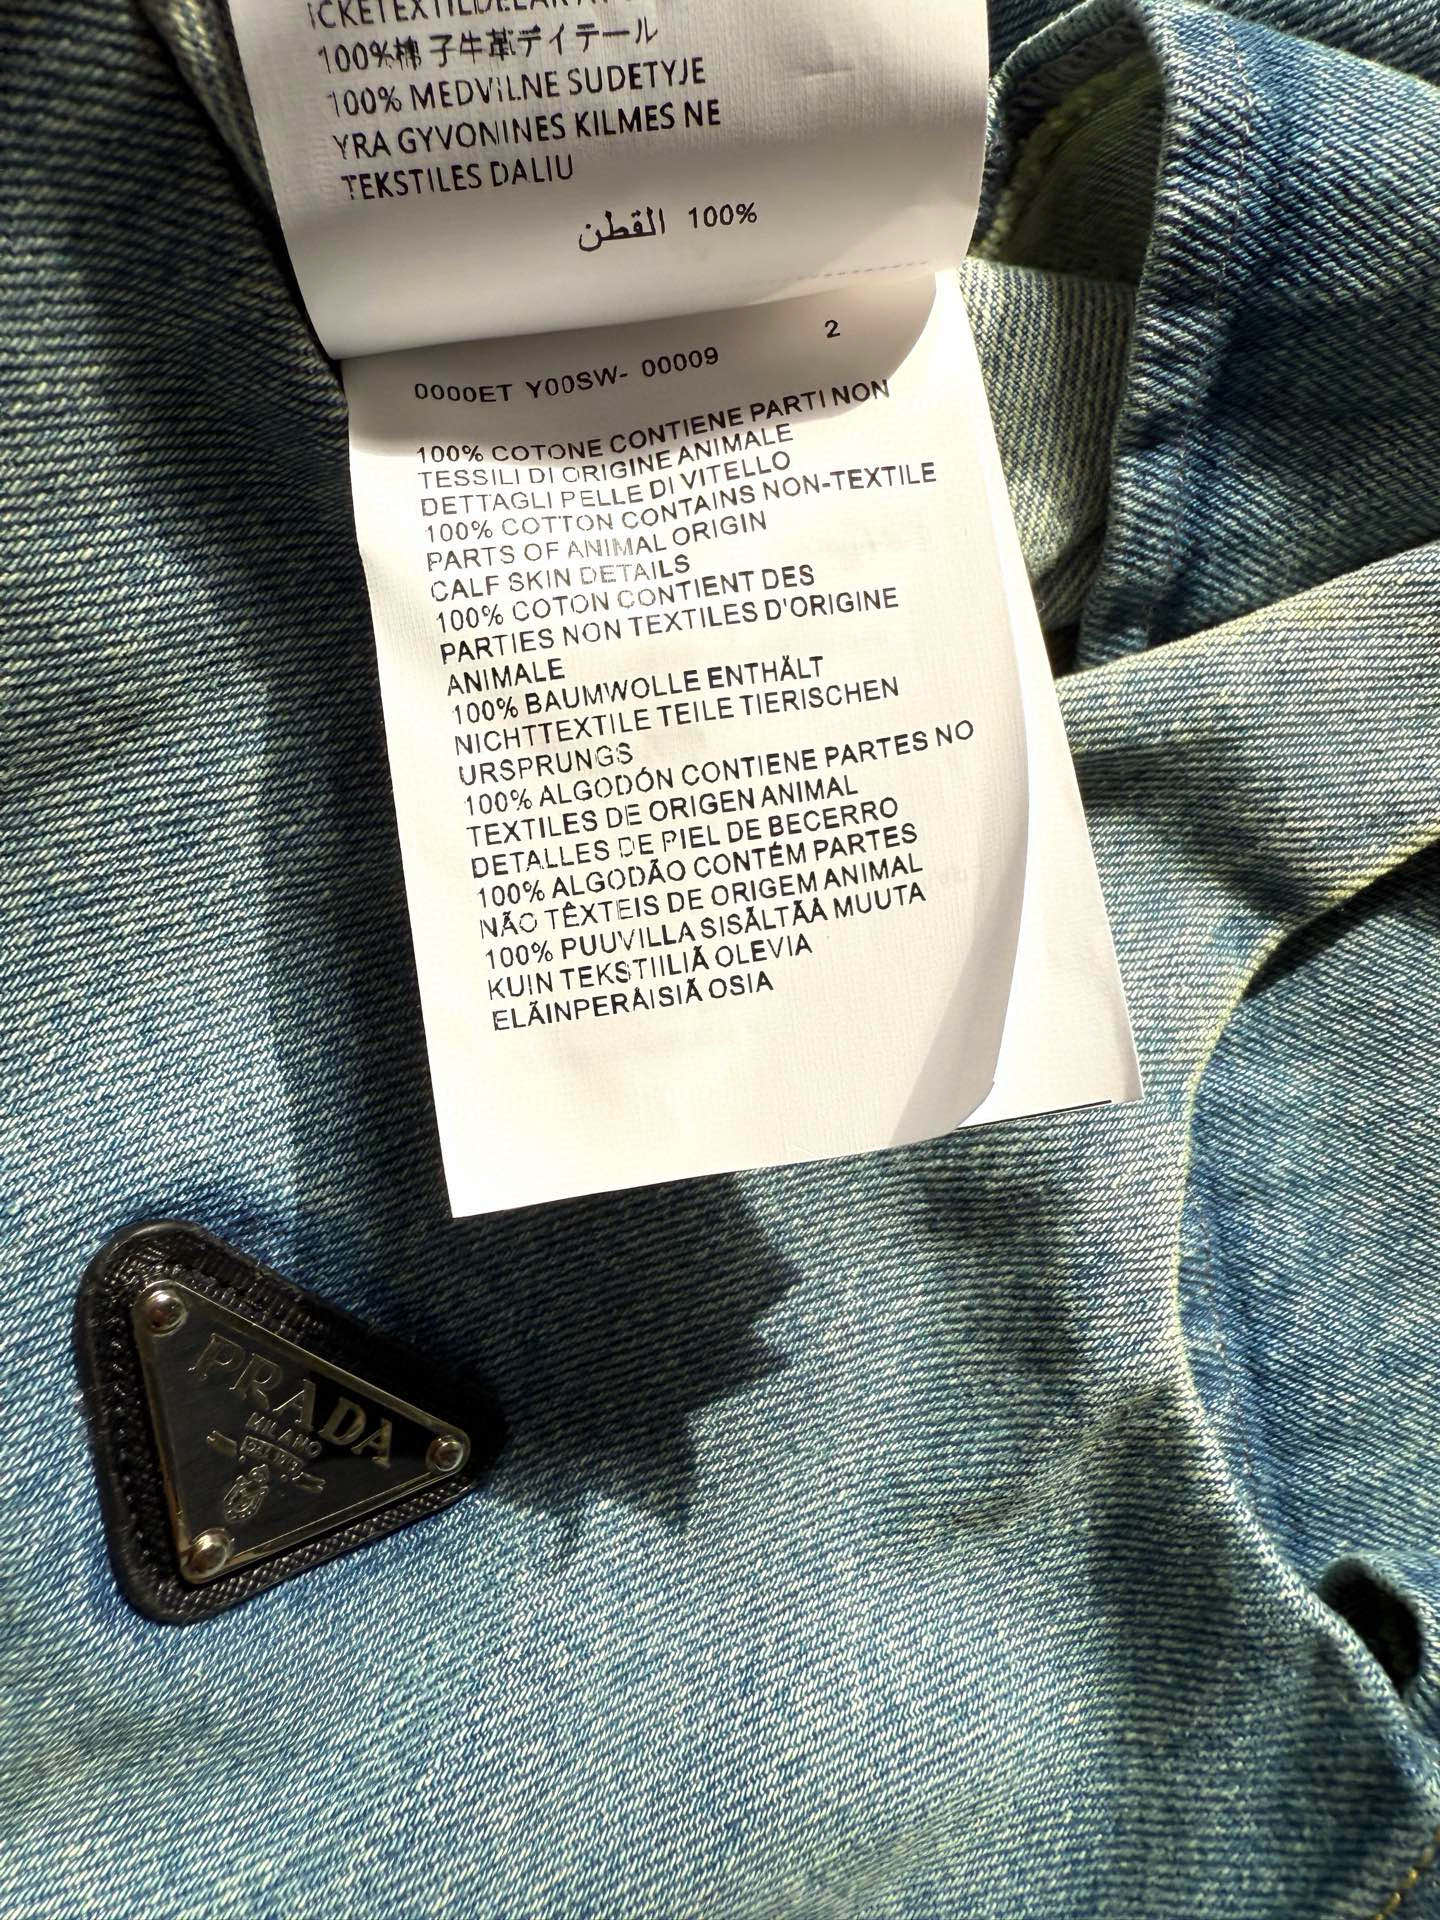 100%棉 子牛革ディテール
100% MEDVILNE SUDETYJE
YRA GYVONINES KILMES NE
TEKSTILES DALIU
100% القطن
2
0000ET Y00SW- 00009
100% COTONE CONTIENE PARTI NON
TESSILI DI ORIGINE ANIMALE
DETTAGLI PELLE DI VITELLO
100% COTTON CONTAINS NON-TEXTILE
PARTS OF ANIMAL ORIGIN
CALF SKIN DETAILS
100% COTON CONTIENT DES
PARTIES NON TEXTILES D'ORIGINE
ANIMALE
100% BAUMWOLLE ENTHÄLT
NICHTTEXTILE TEILE TIERISCHEN
URSPRUNGS
100% ALGODÓN CONTIENE PARTES NO
TEXTILES DE ORIGEN ANIMAL
DETALLES DE PIEL DE BECERRO
100% ALGODÃO CONTÉM PARTES
NÃO TÊXTEIS DE ORIGEM ANIMAL
100% PUUVILLA SISÃLTÃÃ MUUTA
KUIN TEKSTIILIÃ OLEVIA
ELÃINPERÃISIÃ OSIA
PRADA
MILANO